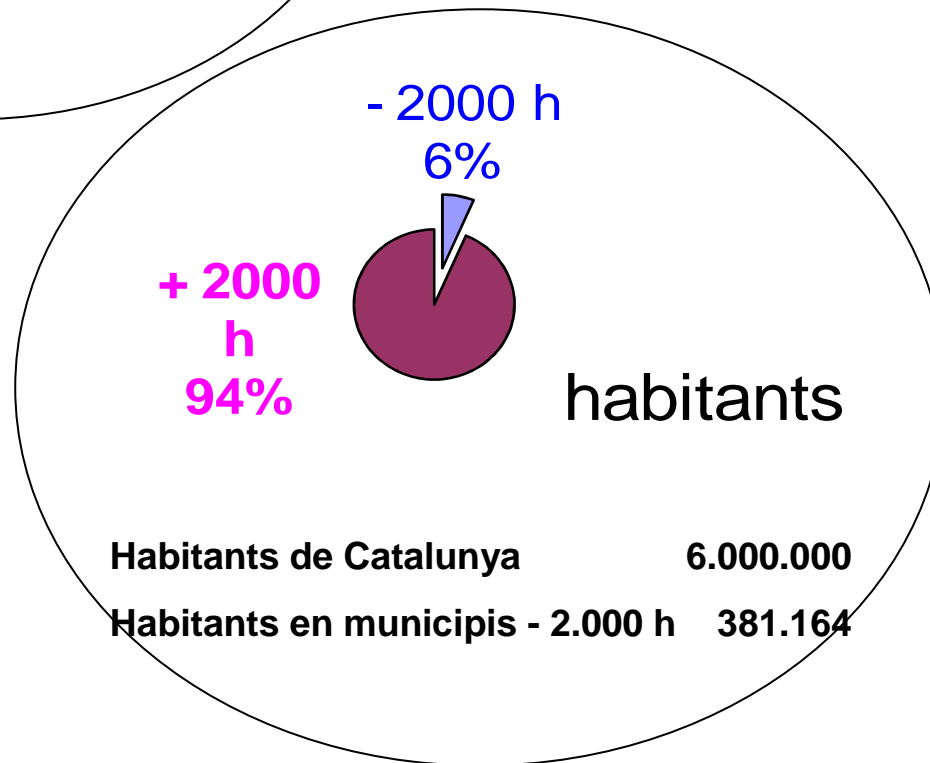 - 2000 h
6%
+ 2000
h
94%
habitants
Habitants de Catalunya 6.000.000
Habitants en municipis - 2.000 h 381.164